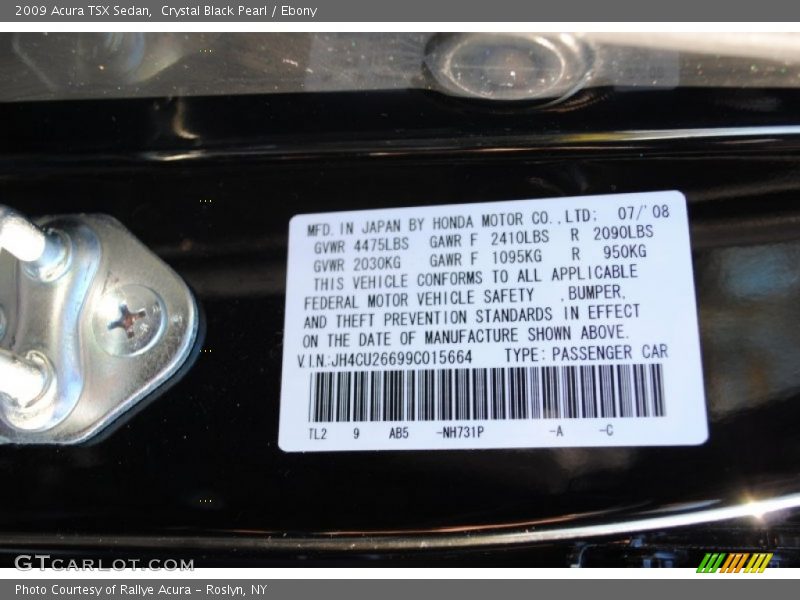 2009 Acura TSX Sedan,  Crystal Black Pearl / Ebony
MFD. IN JAPAN BY HONDA MOTOR CO.,LTD; 07/'08
GVWR 4475LBS GAWR F 2410LBS R 2090LBS
GVWR 2030KG GAWR F 1095KG R 950KG
THIS VEHICLE CONFORMS TO ALL APPLICABLE
FEDERAL MOTOR VEHICLE SAFETY ,BUMPER,
AND THEFT PREVENTION STANDARDS IN EFFECT
ON THE DATE OF MANUFACTURE SHOWN ABOVE.
V.I.N.:JH4CU26699C015664 TYPE: PASSENGER CAR
TL2 9 AB5 -NH731P -A -C
GTCARLOT.COM
Photo Courtesy of Rallye Acura – Roslyn, NY